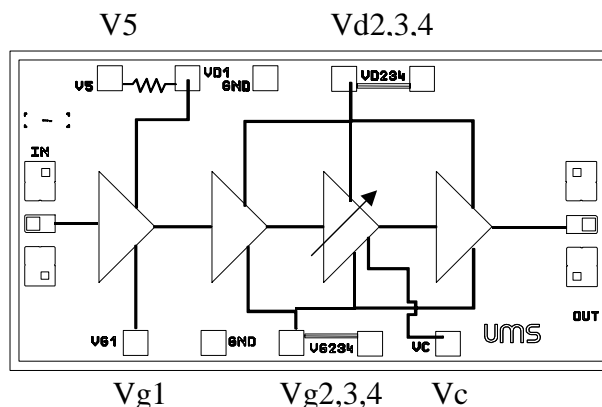 V5 Vd2,3,4
V5 VD1 GND VD234
IN
OUT
VG1 GND VG234 VC UMS
Vg1 Vg2,3,4 Vc